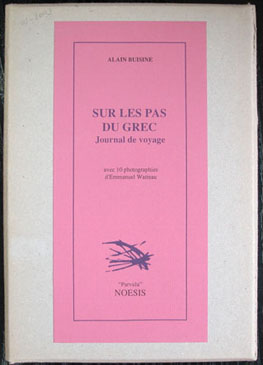 ALAIN BUISINE
SUR LES PAS
DU GREC
Journal de voyage
avec 10 photographies
d'Emmanuel Watteau
"Parvula"
NOESIS